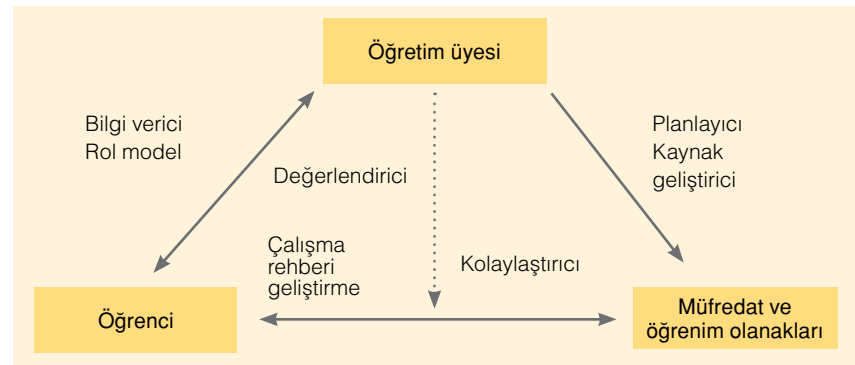 Öğretim üyesi
Bilgi verici
Rol model
Planlayıcı
Kaynak
geliştirici
Değerlendirici
Çalışma
rehberi
geliştirme
Kolaylaştırıcı
Öğrenci
Müfredat ve
öğrenim olanakları